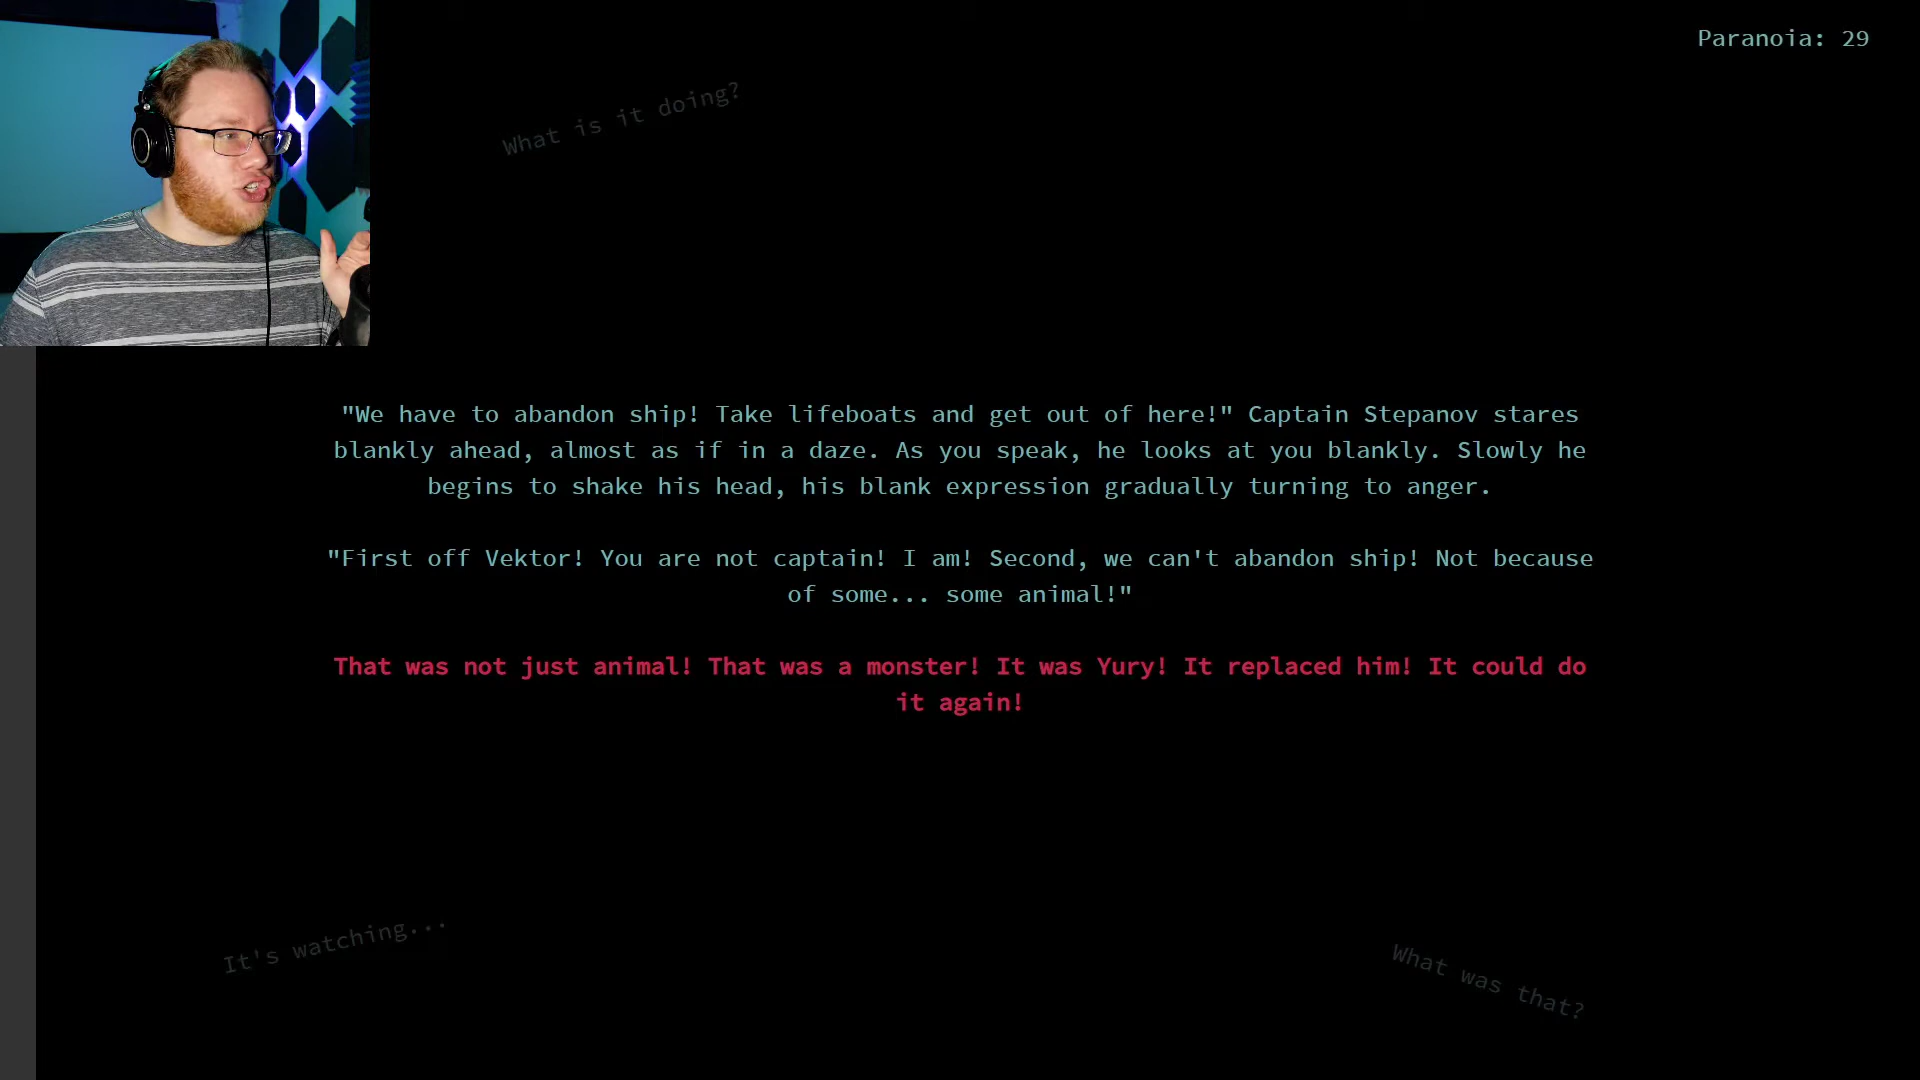 Paranoia: 29
What is it doing?
"We have to abandon ship! Take lifeboats and get out of here!" Captain Stepanov stares
blankly ahead, almost as if in a daze. As you speak, he looks at you blankly. Slowly he
begins to shake his head, his blank expression gradually turning to anger.
"First off Vektor! You are not captain! I am! Second, we can't abandon ship! Not because
of some... some animal!"
That was not just animal! That was a monster! It was Yury! It replaced him! It could do
it again!
It's watching...
What was that?